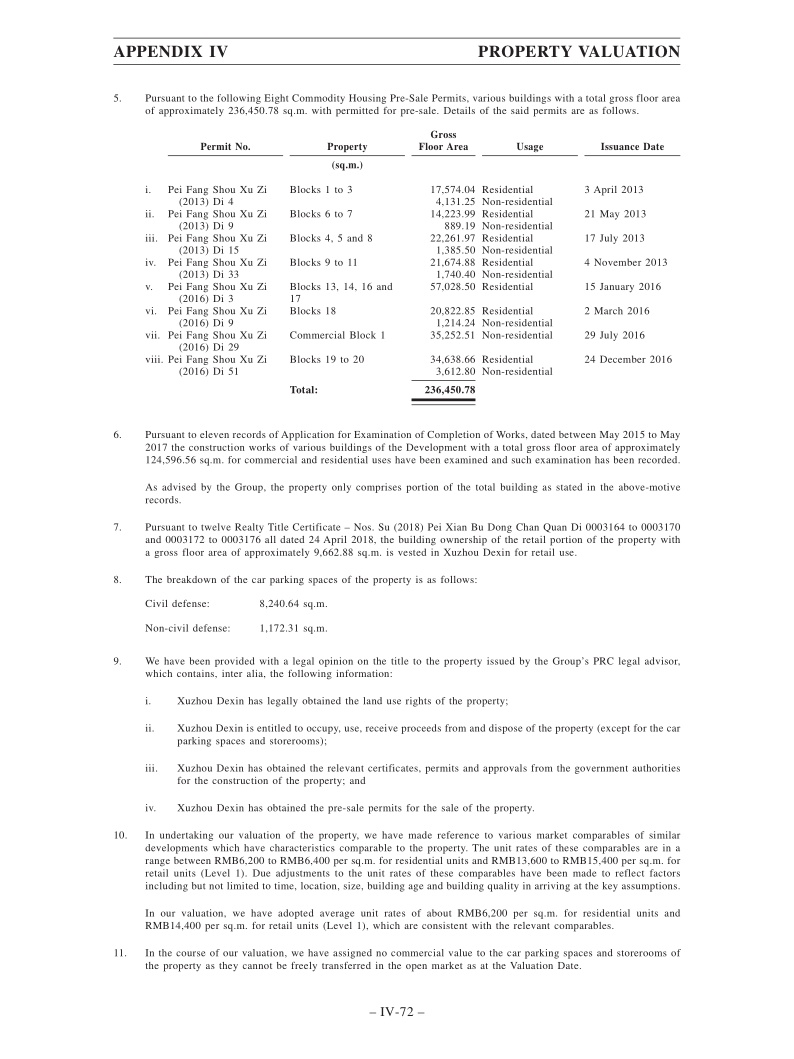 APPENDIX IV PROPERTY VALUATION
5. Pursuant to the following Eight Commodity Housing Pre-Sale Permits, various buildings with a total gross floor area
of approximately 236,450.78 sq.m. with permitted for pre-sale. Details of the said permits are as follows.
Gross
Permit No. Property Floor Area Usage Issuance Date
(sq.m.)
i. Pei Fang Shou Xu Zi Blocks 1 to 3 17,574.04 Residential 3 April 2013
(2013) Di 4 4,131.25 Non-residential
ii. Pei Fang Shou Xu Zi Blocks 6 to 7 14,223.99 Residential 21 May 2013
(2013) Di 9 889.19 Non-residential
iii. Pei Fang Shou Xu Zi Blocks 4, 5 and 8 22,261.97 Residential 17 July 2013
(2013) Di 15 1,385.50 Non-residential
iv. Pei Fang Shou Xu Zi Blocks 9 to 11 21,674.88 Residential 4 November 2013
(2013) Di 33 1,740.40 Non-residential
v. Pei Fang Shou Xu Zi Blocks 13, 14, 16 and 57,028.50 Residential 15 January 2016
(2016) Di 3 17
vi. Pei Fang Shou Xu Zi Blocks 18 20,822.85 Residential 2 March 2016
(2016) Di 9 1,214.24 Non-residential
vii. Pei Fang Shou Xu Zi Commercial Block 1 35,252.51 Non-residential 29 July 2016
(2016) Di 29
viii. Pei Fang Shou Xu Zi Blocks 19 to 20 34,638.66 Residential 24 December 2016
(2016) Di 51 3,612.80 Non-residential
Total: 236,450.78
6. Pursuant to eleven records of Application for Examination of Completion of Works, dated between May 2015 to May
2017 the construction works of various buildings of the Development with a total gross floor area of approximately
124,596.56 sq.m. for commercial and residential uses have been examined and such examination has been recorded.
As advised by the Group, the property only comprises portion of the total building as stated in the above-motive
records.
7. Pursuant to twelve Realty Title Certificate – Nos. Su (2018) Pei Xian Bu Dong Chan Quan Di 0003164 to 0003170
and 0003172 to 0003176 all dated 24 April 2018, the building ownership of the retail portion of the property with
a gross floor area of approximately 9,662.88 sq.m. is vested in Xuzhou Dexin for retail use.
8. The breakdown of the car parking spaces of the property is as follows:
Civil defense: 8,240.64 sq.m.
Non-civil defense: 1,172.31 sq.m.
9. We have been provided with a legal opinion on the title to the property issued by the Group's PRC legal advisor,
which contains, inter alia, the following information:
i. Xuzhou Dexin has legally obtained the land use rights of the property;
ii. Xuzhou Dexin is entitled to occupy, use, receive proceeds from and dispose of the property (except for the car
parking spaces and storerooms);
iii. Xuzhou Dexin has obtained the relevant certificates, permits and approvals from the government authorities
for the construction of the property; and
iv. Xuzhou Dexin has obtained the pre-sale permits for the sale of the property.
10. In undertaking our valuation of the property, we have made reference to various market comparables of similar
developments which have characteristics comparable to the property. The unit rates of these comparables are in a
range between RMB6,200 to RMB6,400 per sq.m. for residential units and RMB13,600 to RMB15,400 per sq.m. for
retail units (Level 1). Due adjustments to the unit rates of these comparables have been made to reflect factors
including but not limited to time, location, size, building age and building quality in arriving at the key assumptions.
In our valuation, we have adopted average unit rates of about RMB6,200 per sq.m. for residential units and
RMB14,400 per sq.m. for retail units (Level 1), which are consistent with the relevant comparables.
11. In the course of our valuation, we have assigned no commercial value to the car parking spaces and storerooms of
the property as they cannot be freely transferred in the open market as at the Valuation Date.
– IV-72 –